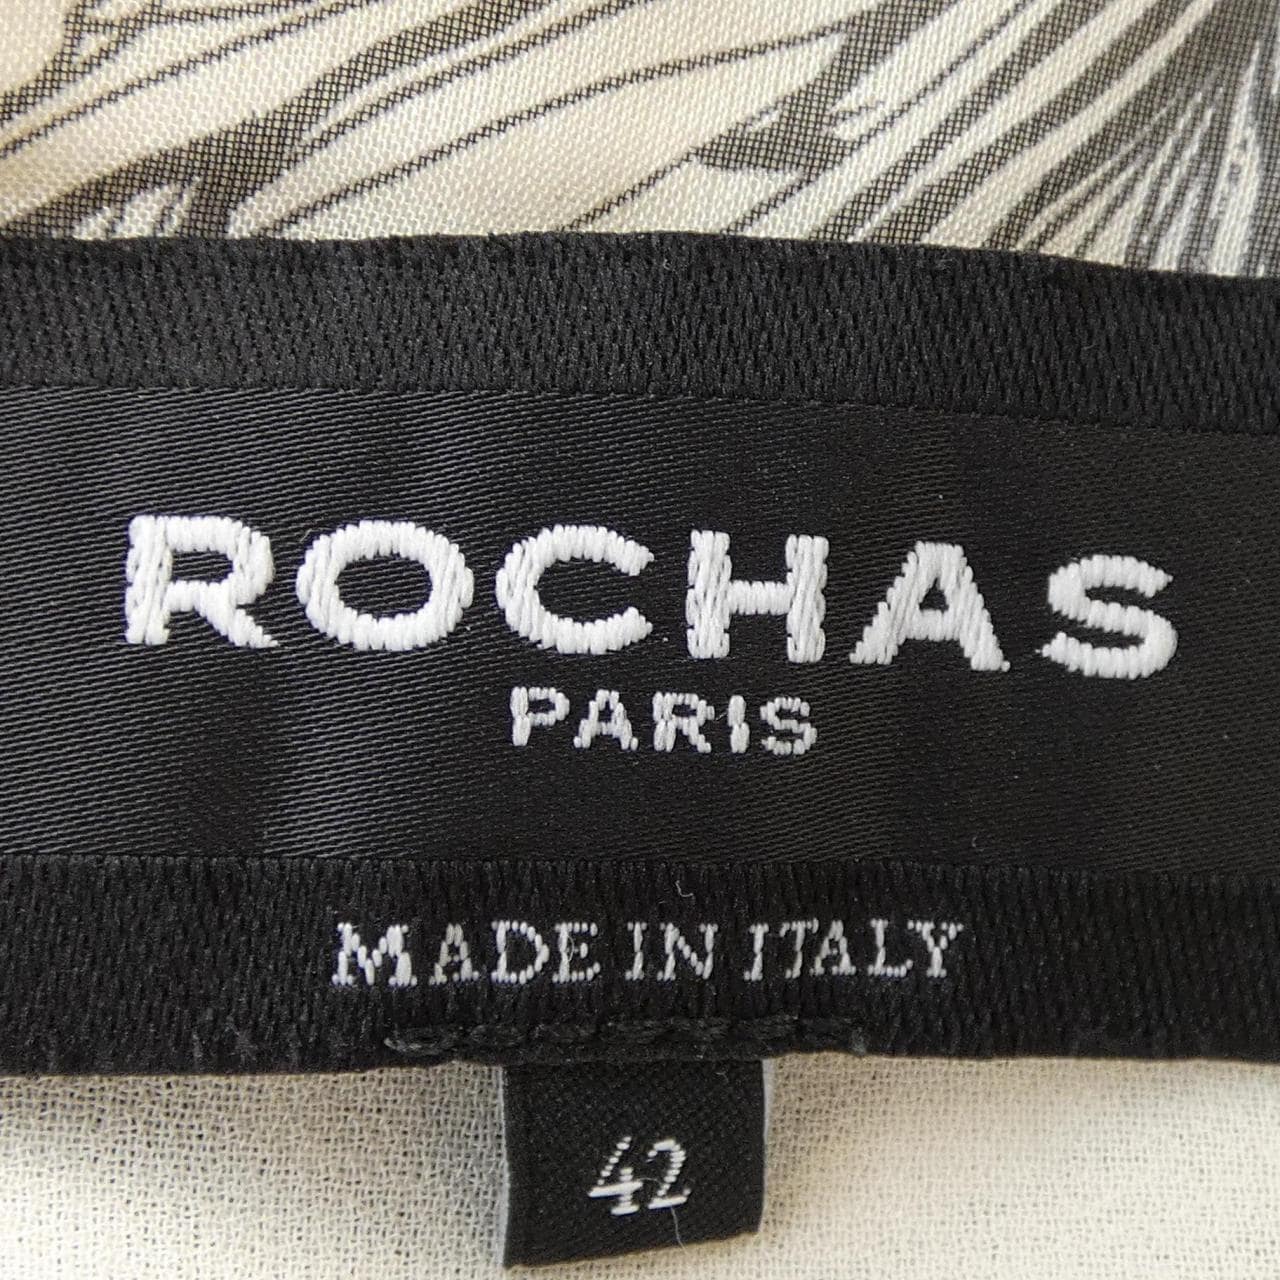 ROCHAS
PARIS
MADE IN ITALY
42